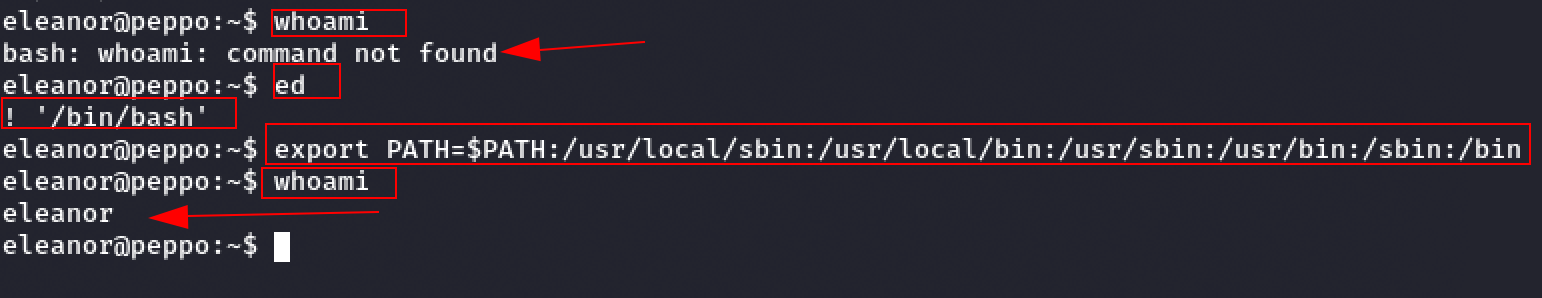 eleanor@peppo:~$ whoami
bash: whoami: command not found
eleanor@peppo:~$ ed
! '/bin/bash'
eleanor@peppo:~$ export PATH=$PATH:/usr/local/sbin:/usr/local/bin:/usr/sbin:/usr/bin:/sbin:/bin
eleanor@peppo:~$ whoami
eleanor
eleanor@peppo:~$